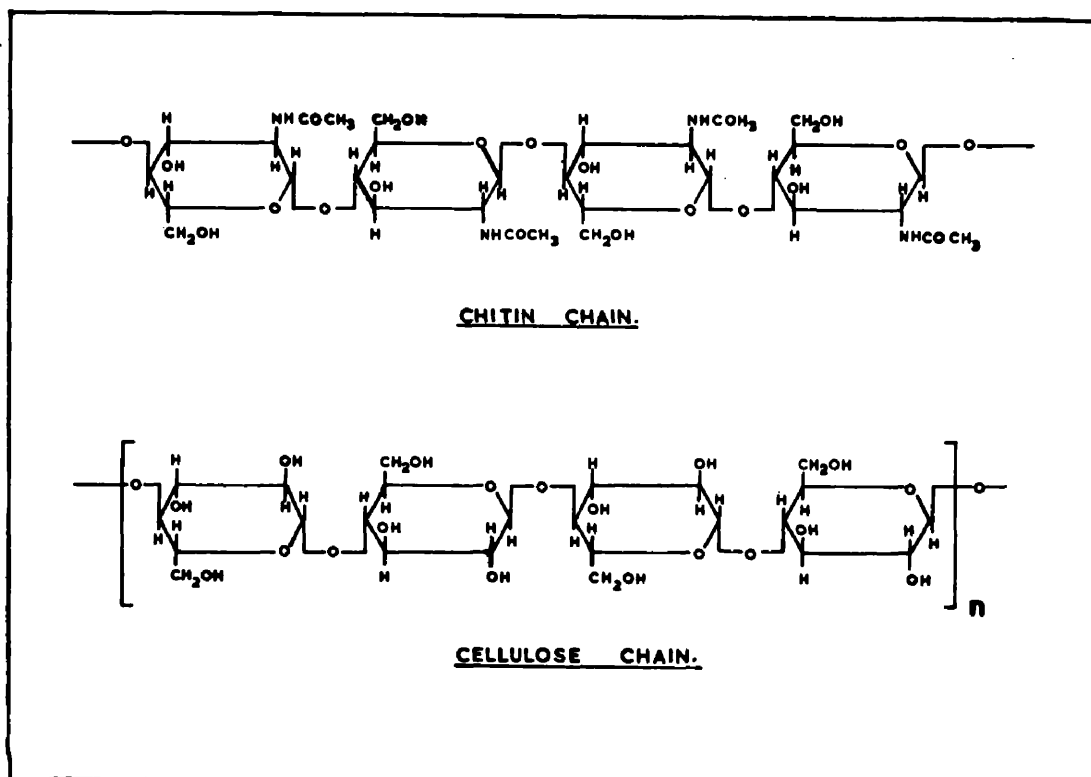 H NHCOCH₃ CH₂OH H NHCOCH₃ CH₂OH
O O O O O
OH H H H H OH H H H H
H H H OH H H H H H OH H H
O O O O
CH₂OH H NHCOCH₃ CH₂OH H NHCOCH₃
CHITIN CHAIN.
H OH CH₂OH H OH CH₂OH
O O O O O
OH H H H H OH H H H H
H H H OH H H H H H OH H H
O O O O
CH₂OH H OH CH₂OH H OH
n
CELLULOSE CHAIN.